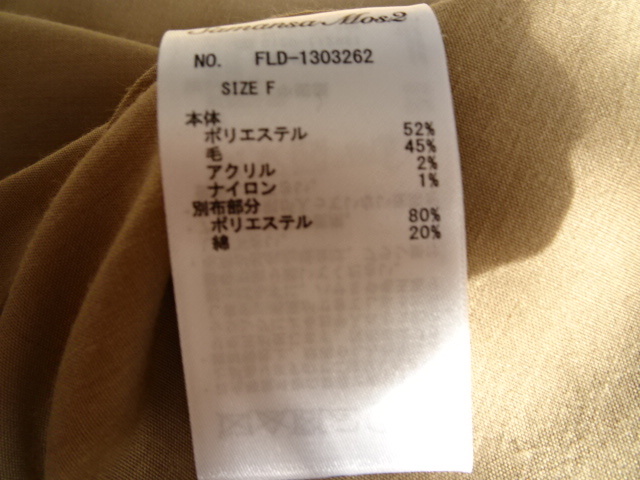 Samansa Mos2
NO. FLD-1303262
SIZE F
本体
ポリエステル 52%
毛 45%
アクリル 2%
ナイロン 1%
別布部分
ポリエステル 80%
綿 20%